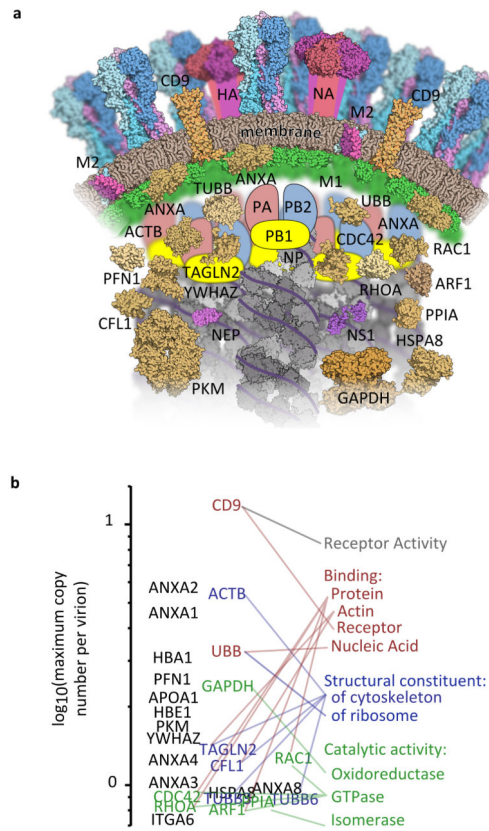 a
CD9
HA
NA
M2
CD9
membrane
M2
ANXA
M1
TUBB
UBB
ANXA
PA
PB2
ANXA
ACTB
PB1
CDC42
RAC1
NP
PFN1
TAGLN2
RHOA
ARF1
YWHAZ
CFL1
PPIA
NEP
NS1
HSPA8
PKM
GAPDH
b
log10(maximum copy
number per virion)
1
0
CD9
Receptor Activity
Binding:
ANXA2
ACTB
Protein
ANXA1
Actin
Receptor
UBB
Nucleic Acid
HBA1
PFN1
GAPDH
Structural constituent:
APOA1
of cytoskeleton
HBE1
of ribosome
PKM
YWHAZ
TAGLN2
Catalytic activity:
ANXA4
CFL1
RAC1
Oxidoreductase
ANXA3
HSPA8
ANXA8
CDC42
TUBB
TUBB6
GTPase
RHOA
ARF1
PPIA
ITGA6
Isomerase